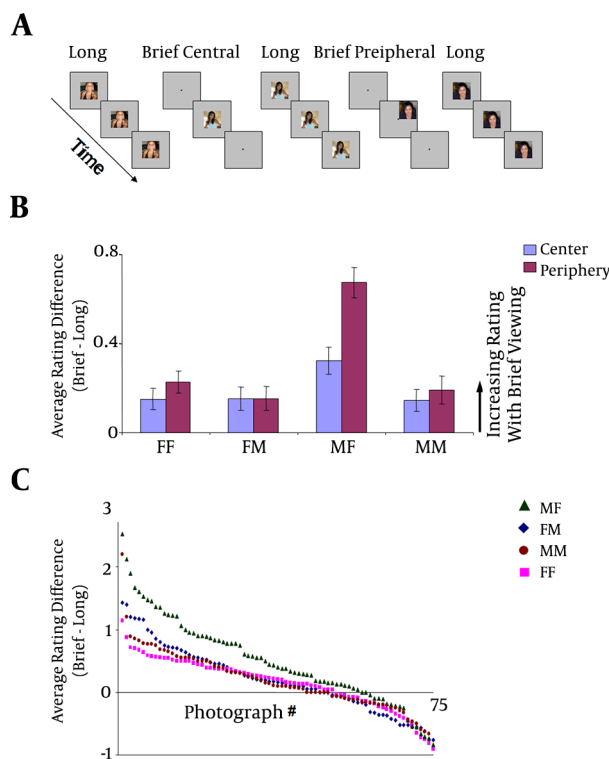 A
Long Brief Central Long Brief Preipheral Long
Time
B
Average Rating Difference
(Brief - Long)
0.8
0.4
0
FF FM MF MM
Center
Periphery
Increasing Rating
With Brief Viewing
C
Average Rating Difference
(Brief - Long)
3
2
1
0
-1
Photograph #
75
MF
FM
MM
FF